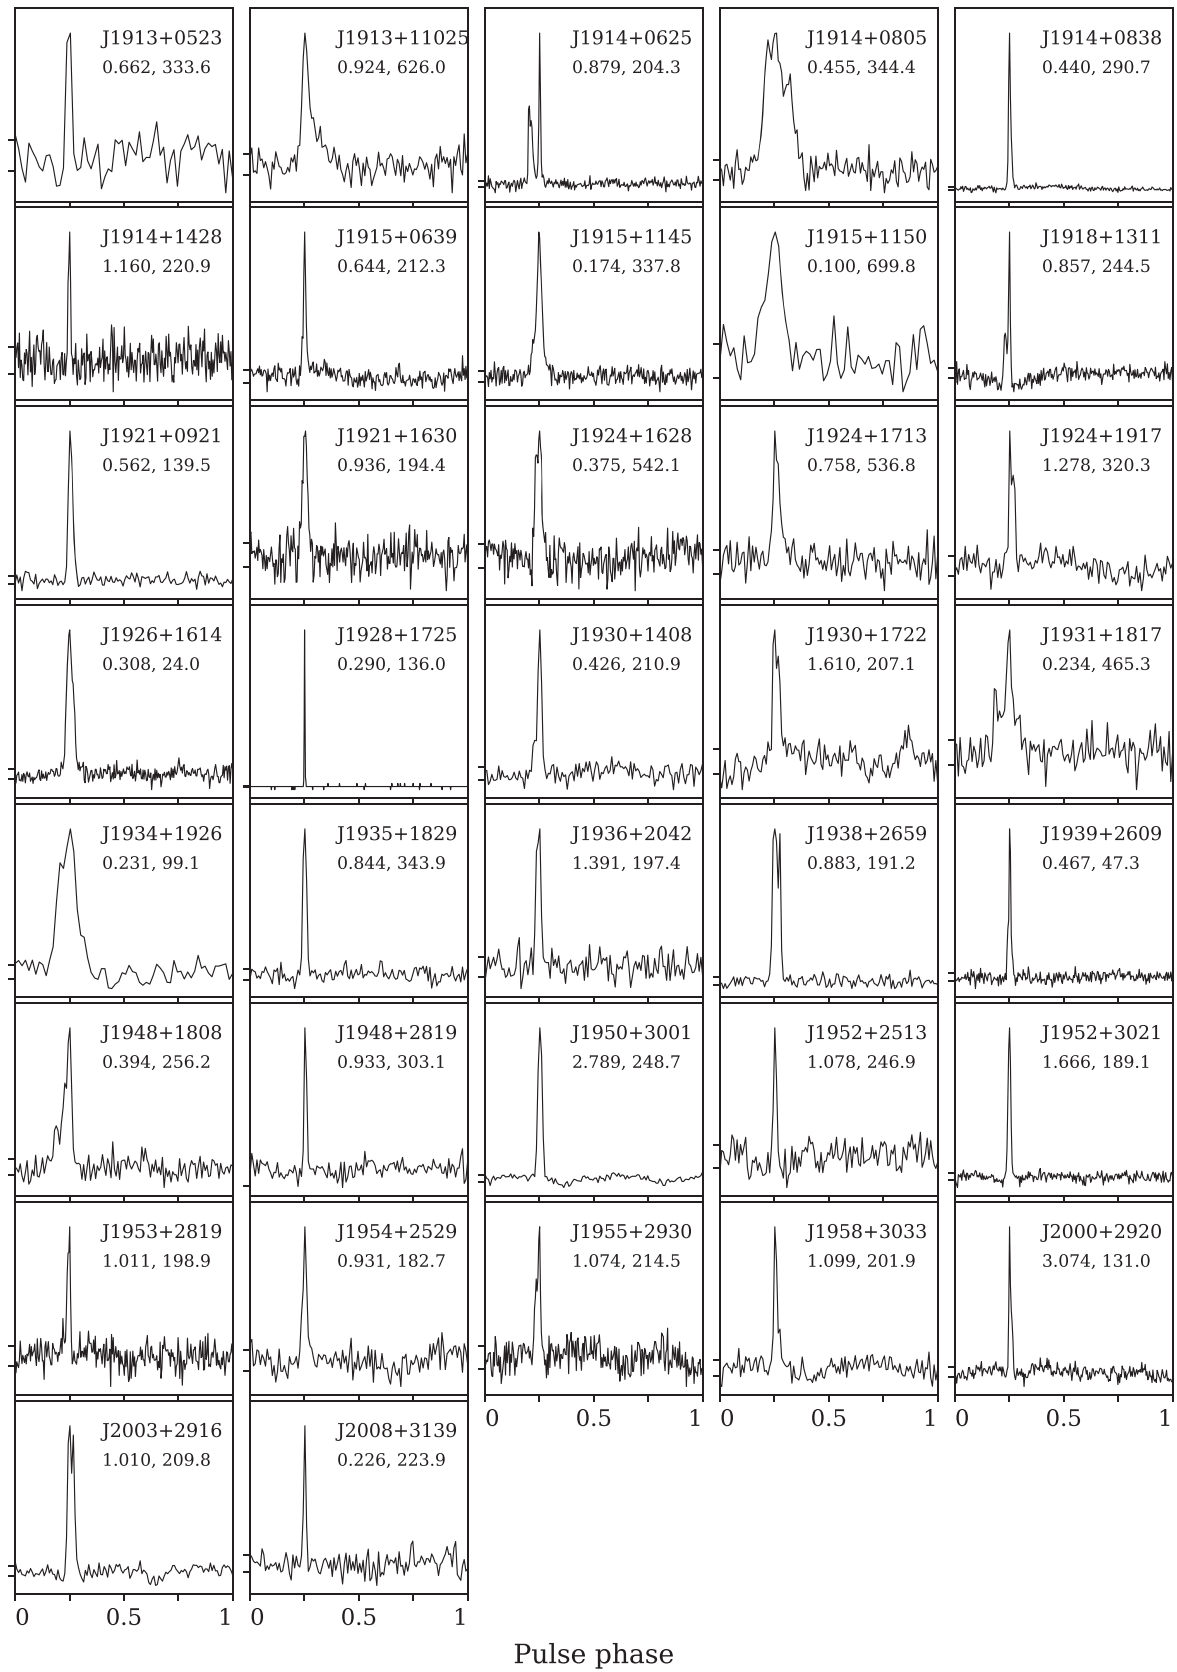 J1913+0523
0.662, 333.6
J1913+11025
0.924, 626.0
J1914+0625
0.879, 204.3
J1914+0805
0.455, 344.4
J1914+0838
0.440, 290.7
J1914+1428
1.160, 220.9
J1915+0639
0.644, 212.3
J1915+1145
0.174, 337.8
J1915+1150
0.100, 699.8
J1918+1311
0.857, 244.5
J1921+0921
0.562, 139.5
J1921+1630
0.936, 194.4
J1924+1628
0.375, 542.1
J1924+1713
0.758, 536.8
J1924+1917
1.278, 320.3
J1926+1614
0.308, 24.0
J1928+1725
0.290, 136.0
J1930+1408
0.426, 210.9
J1930+1722
1.610, 207.1
J1931+1817
0.234, 465.3
J1934+1926
0.231, 99.1
J1935+1829
0.844, 343.9
J1936+2042
1.391, 197.4
J1938+2659
0.883, 191.2
J1939+2609
0.467, 47.3
J1948+1808
0.394, 256.2
J1948+2819
0.933, 303.1
J1950+3001
2.789, 248.7
J1952+2513
1.078, 246.9
J1952+3021
1.666, 189.1
J1953+2819
1.011, 198.9
J1954+2529
0.931, 182.7
J1955+2930
1.074, 214.5
J1958+3033
1.099, 201.9
J2000+2920
3.074, 131.0
0 0.5 1
0 0.5 1
0 0.5 1
J2003+2916
1.010, 209.8
J2008+3139
0.226, 223.9
0 0.5 1
0 0.5 1
Pulse phase